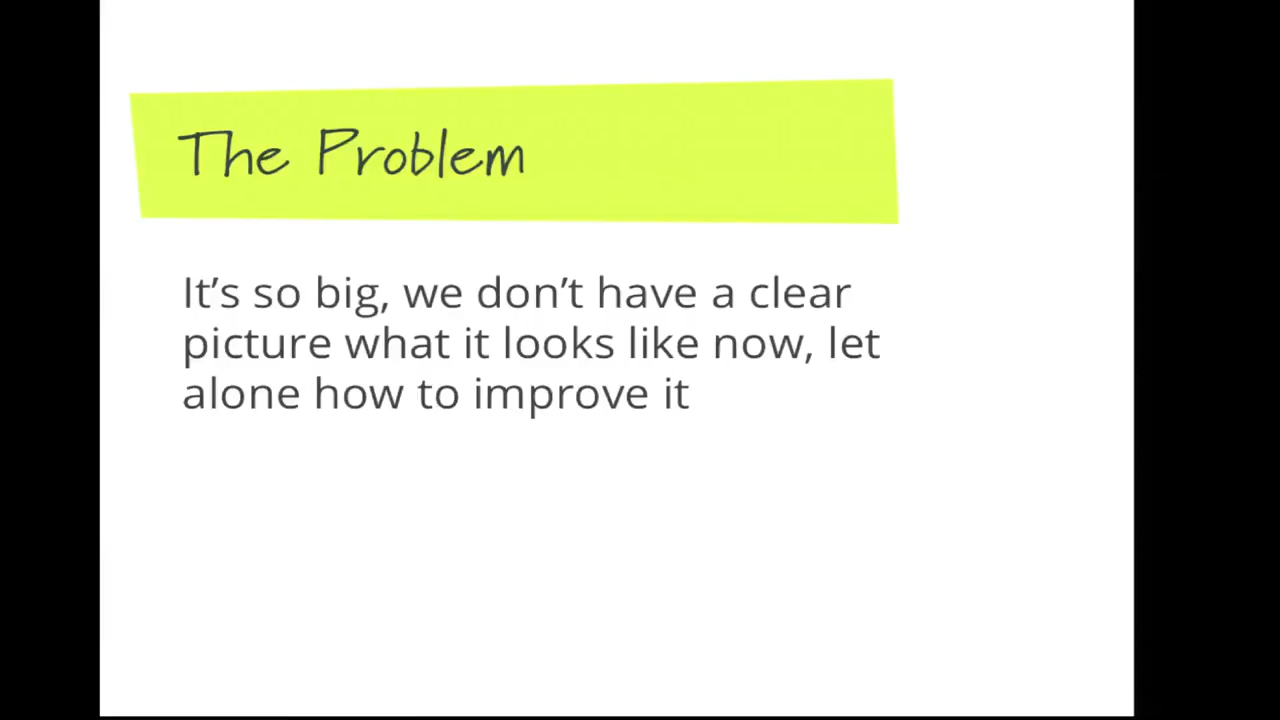 The Problem
It’s so big, we don’t have a clear
picture what it looks like now, let
alone how to improve it